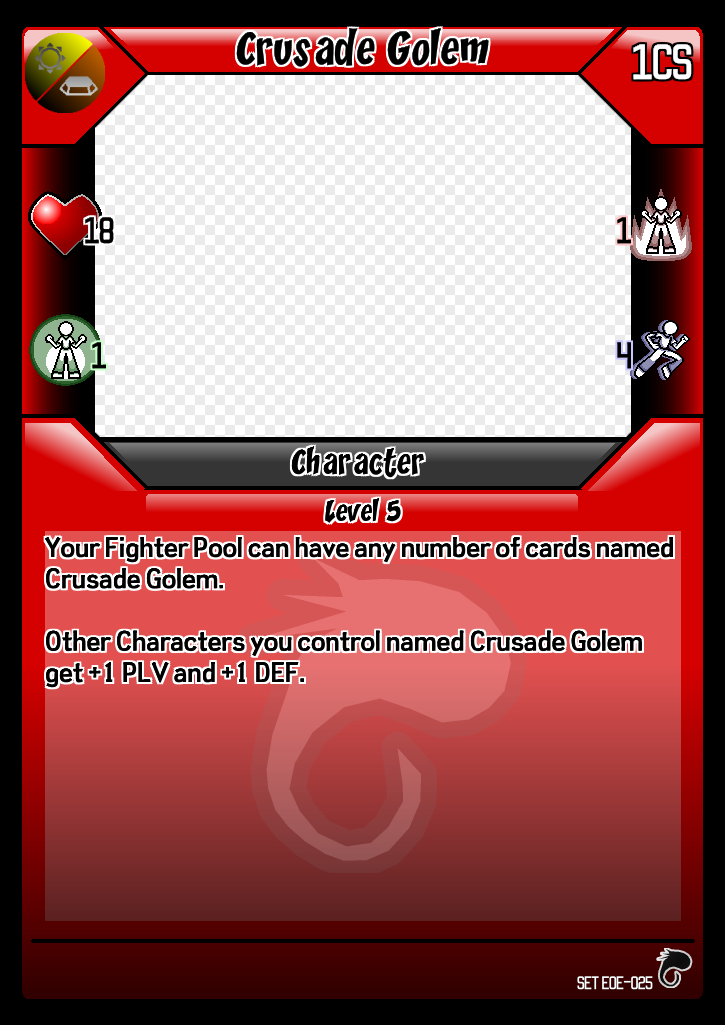 Crusade Golem
1CS
18
1
1
4
Character
Level 5
Your Fighter Pool can have any number of cards named
Crusade Golem.
Other Characters you control named Crusade Golem
get +1 PLV and +1 DEF.
SET EOE-025